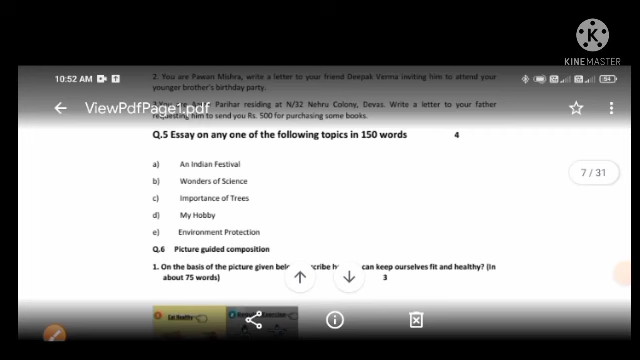 KINEMASTER
10:52 AM
54
2. You are Pawan Mishra, write a letter to your friend Deepak Verma inviting him to attend your
younger brother's birthday party.
ViewPdfPage1.pdf
Parihar residing at N/32 Nehru Colony, Devas. Write a letter to your father
requesting him to send you Rs. 500 for purchasing some books.
Q.5 Essay on any one of the following topics in 150 words 4
a) An Indian Festival
7 / 31
b) Wonders of Science
c) Importance of Trees
d) My Hobby
e) Environment Protection
Q.6 Picture guided composition
1. On the basis of the picture given can keep ourselves fit and healthy? (In
about 75 words) 3
Eat Healthy